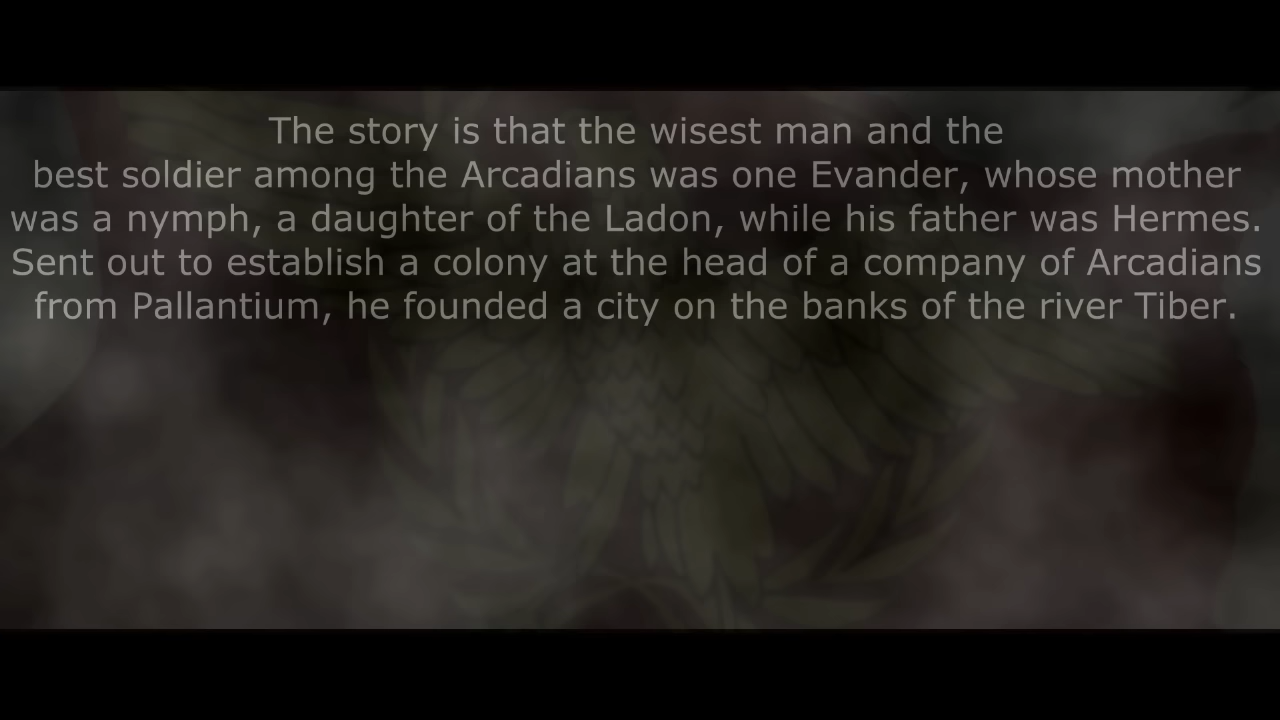 The story is that the wisest man and the
best soldier among the Arcadians was one Evander, whose mother
was a nymph, a daughter of the Ladon, while his father was Hermes.
Sent out to establish a colony at the head of a company of Arcadians
from Pallantium, he founded a city on the banks of the river Tiber.